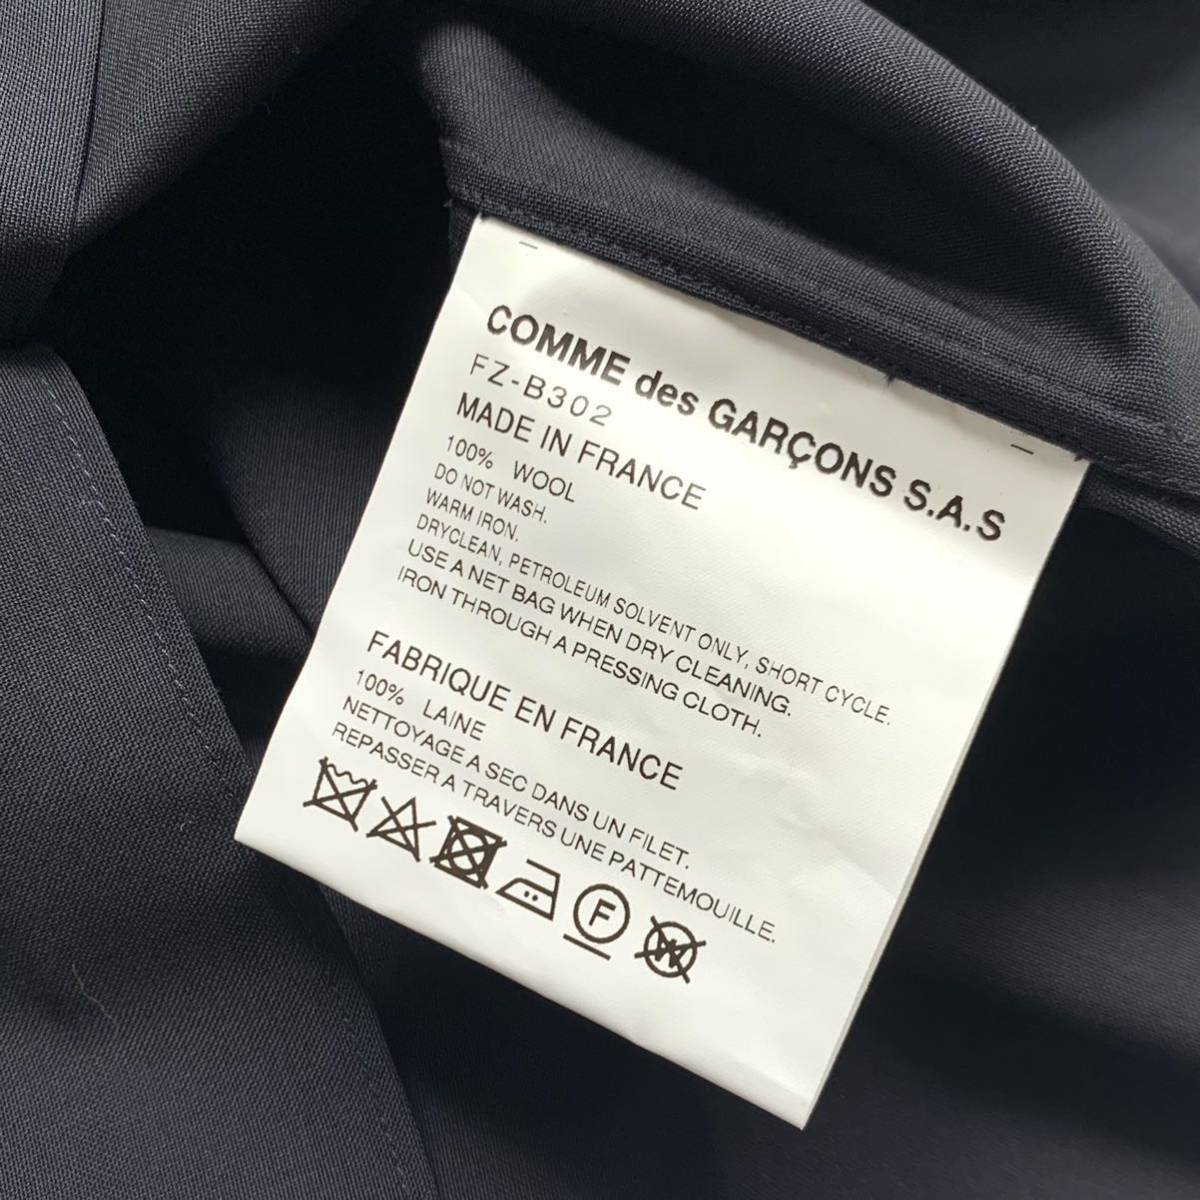 COMME des GARÇONS S.A.S
FZ-B302
MADE IN FRANCE
100% WOOL
DO NOT WASH.
WARM IRON.
DRYCLEAN, PETROLEUM SOLVENT ONLY, SHORT CYCLE.
USE A NET BAG WHEN DRY CLEANING.
IRON THROUGH A PRESSING CLOTH.
FABRIQUE EN FRANCE
100% LAINE
NETTOYAGE A SEC DANS UN FILET.
REPASSER A TRAVERS UNE PATTEMOUILLE.
F W